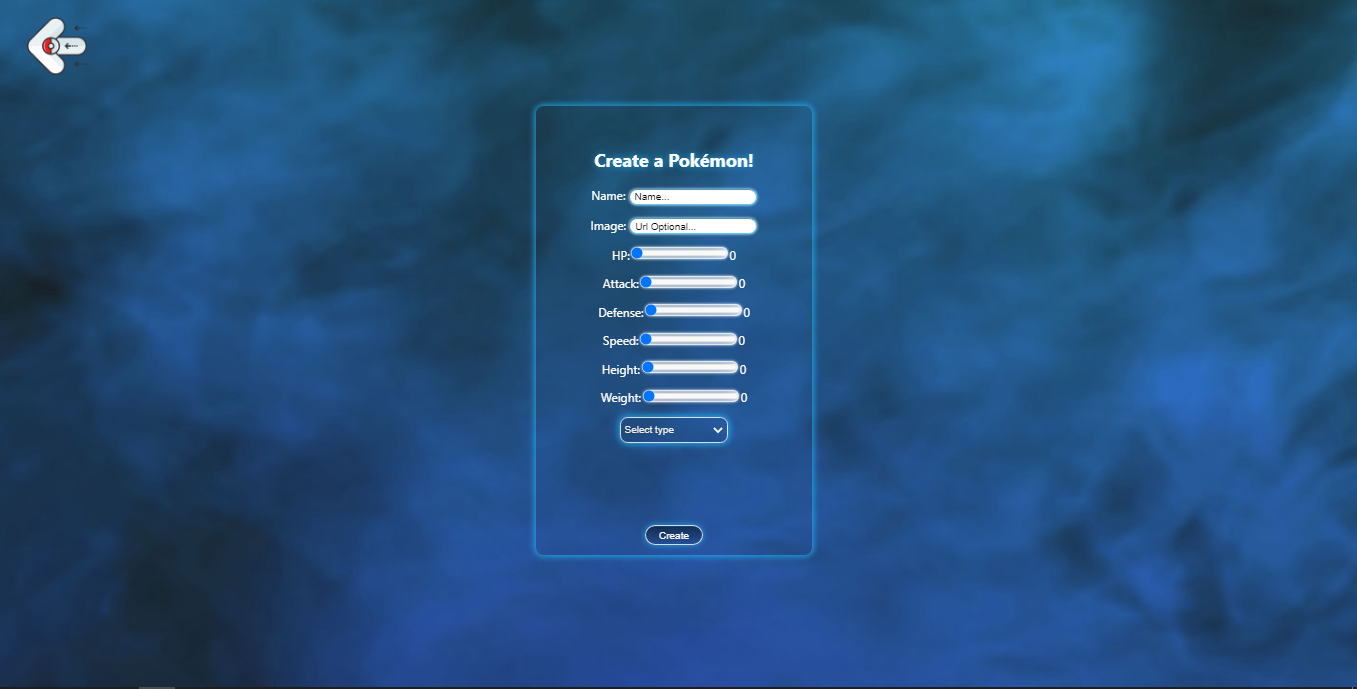 Create a Pokémon!
Name: Name...
Image: Url Optional...
HP: 0
Attack: 0
Defense: 0
Speed: 0
Height: 0
Weight: 0
Select type
Create